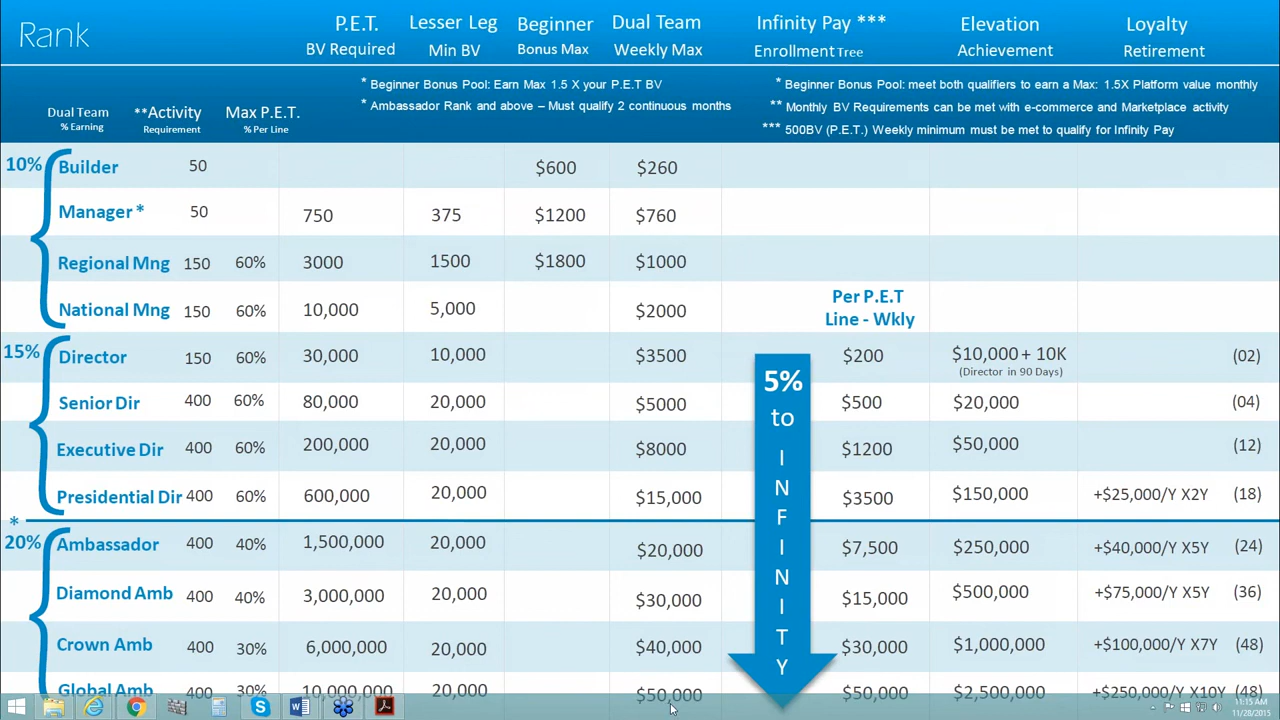 Rank
P.E.T. Lesser Leg Beginner Dual Team Infinity Pay *** Elevation Loyalty
BV Required Min BV Bonus Max Weekly Max Enrollment Tree Achievement Retirement
* Beginner Bonus Pool: Earn Max 1.5 X your P.E.T BV
* Ambassador Rank and above – Must qualify 2 continuous months
* Beginner Bonus Pool: meet both qualifiers to earn a Max: 1.5X Platform value monthly
** Monthly BV Requirements can be met with e-commerce and Marketplace activity
*** 500BV (P.E.T.) Weekly minimum must be met to qualify for Infinity Pay
Dual Team **Activity Max P.E.T.
% Earning Requirement % Per Line
10% Builder 50 $600 $260
Manager * 50 750 375 $1200 $760
Regional Mng 150 60% 3000 1500 $1800 $1000
National Mng 150 60% 10,000 5,000 $2000
Per P.E.T
Line - Wkly
15% Director 150 60% 30,000 10,000 $3500 $200 $10,000 + 10K (02)
(Director in 90 Days)
Senior Dir 400 60% 80,000 20,000 $5000 $500 $20,000 (04)
Executive Dir 400 60% 200,000 20,000 $8000 $1200 $50,000 (12)
Presidential Dir 400 60% 600,000 20,000 $15,000 $3500 $150,000 +$25,000/Y X2Y (18)
*
20% Ambassador 400 40% 1,500,000 20,000 $20,000 $7,500 $250,000 +$40,000/Y X5Y (24)
Diamond Amb 400 40% 3,000,000 20,000 $30,000 $15,000 $500,000 +$75,000/Y X5Y (36)
Crown Amb 400 30% 6,000,000 20,000 $40,000 $30,000 $1,000,000 +$100,000/Y X7Y (48)
Global Amb 400 30% 10,000,000 20,000 $50,000 $50,000 $2,500,000 +$250,000/Y X10Y (48)
5%
to
I
N
F
I
N
I
T
Y
11:15 AM
11/28/2015